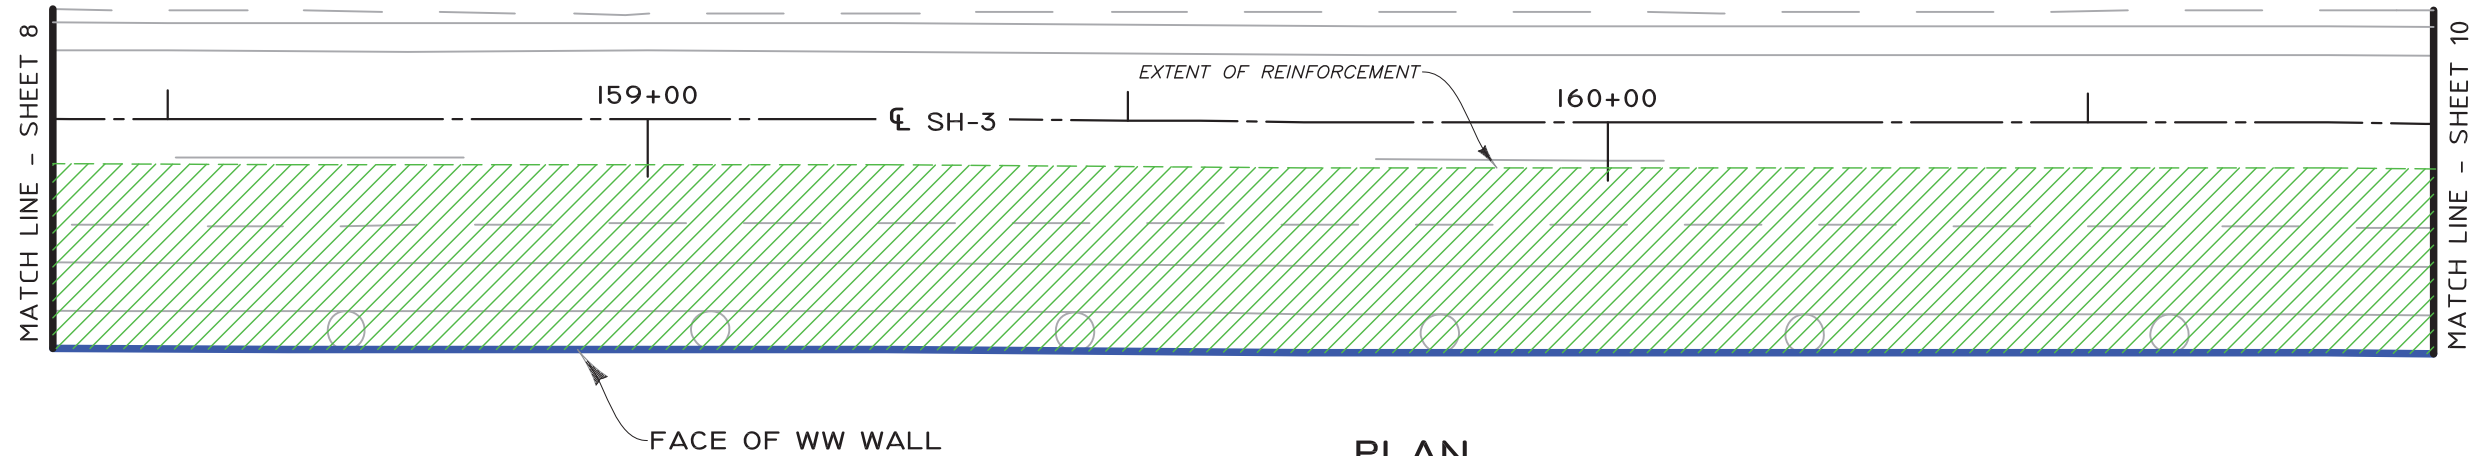 MATCH LINE - SHEET 8
EXTENT OF REINFORCEMENT
159+00
160+00
℄ SH-3
MATCH LINE - SHEET 10
FACE OF WW WALL
PLAN